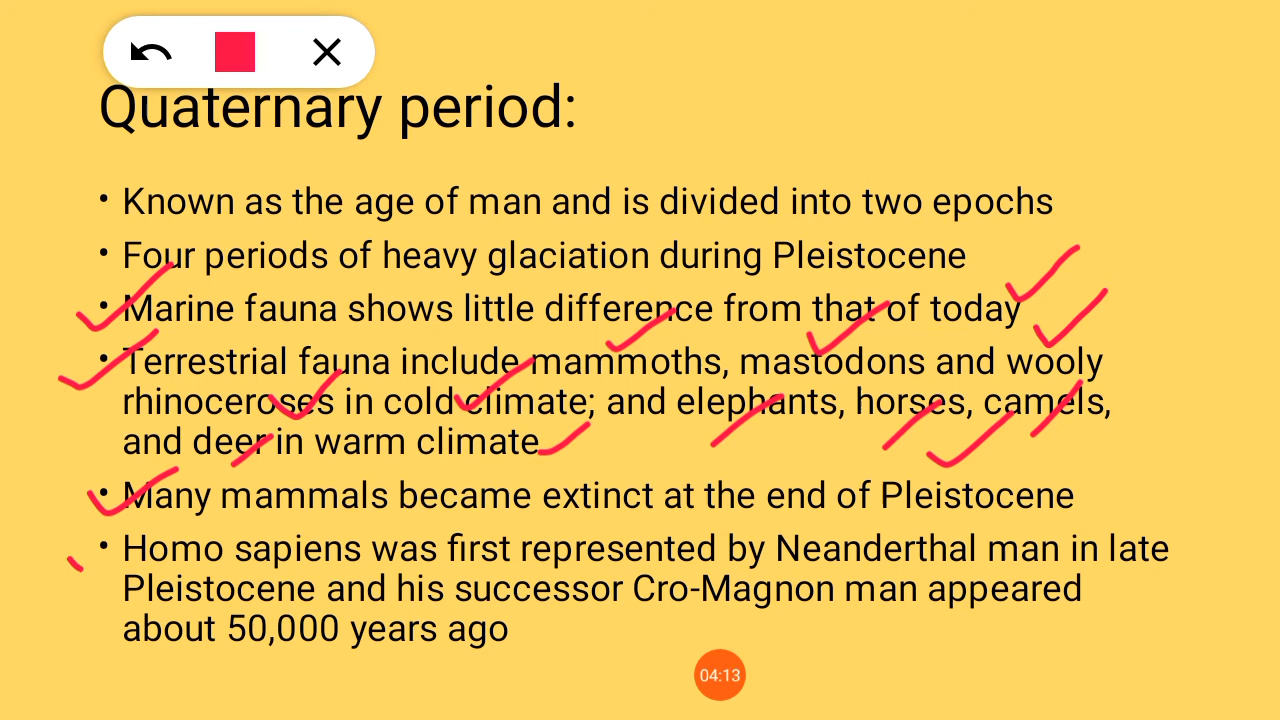 Quaternary period:
• Known as the age of man and is divided into two epochs
• Four periods of heavy glaciation during Pleistocene
• Marine fauna shows little difference from that of today
• Terrestrial fauna include mammoths, mastodons and wooly
rhinoceroses in cold climate; and elephants, horses, camels,
and deer in warm climate
• Many mammals became extinct at the end of Pleistocene
• Homo sapiens was first represented by Neanderthal man in late
Pleistocene and his successor Cro-Magnon man appeared
about 50,000 years ago
04:13